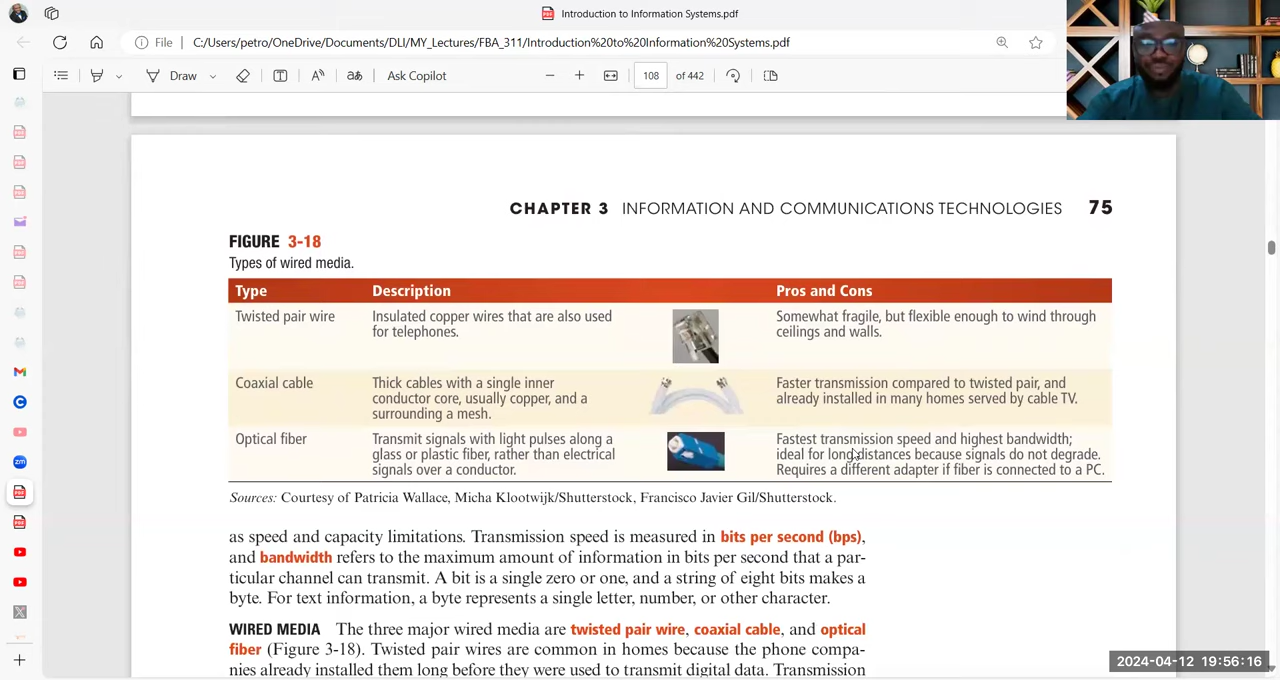 Introduction to Information Systems.pdf
File C:/Users/petro/OneDrive/Documents/DLI/MY_Lectures/FBA_311/Introduction%20to%20Information%20Systems.pdf
Draw Ask Copilot 108 of 442
CHAPTER 3 INFORMATION AND COMMUNICATIONS TECHNOLOGIES 75
FIGURE 3-18
Types of wired media.
Type Description Pros and Cons
Twisted pair wire Insulated copper wires that are also used Somewhat fragile, but flexible enough to wind through
for telephones. ceilings and walls.
Coaxial cable Thick cables with a single inner Faster transmission compared to twisted pair, and
conductor core, usually copper, and a already installed in many homes served by cable TV.
surrounding a mesh.
Optical fiber Transmit signals with light pulses along a Fastest transmission speed and highest bandwidth;
glass or plastic fiber, rather than electrical ideal for long distances because signals do not degrade.
signals over a conductor. Requires a different adapter if fiber is connected to a PC.
Sources: Courtesy of Patricia Wallace, Micha Klootwijk/Shutterstock, Francisco Javier Gil/Shutterstock.
as speed and capacity limitations. Transmission speed is measured in bits per second (bps),
and bandwidth refers to the maximum amount of information in bits per second that a par-
ticular channel can transmit. A bit is a single zero or one, and a string of eight bits makes a
byte. For text information, a byte represents a single letter, number, or other character.
WIRED MEDIA The three major wired media are twisted pair wire, coaxial cable, and optical
fiber (Figure 3-18). Twisted pair wires are common in homes because the phone compa-
nies already installed them long before they were used to transmit digital data. Transmission
2024-04-12 19:56:16